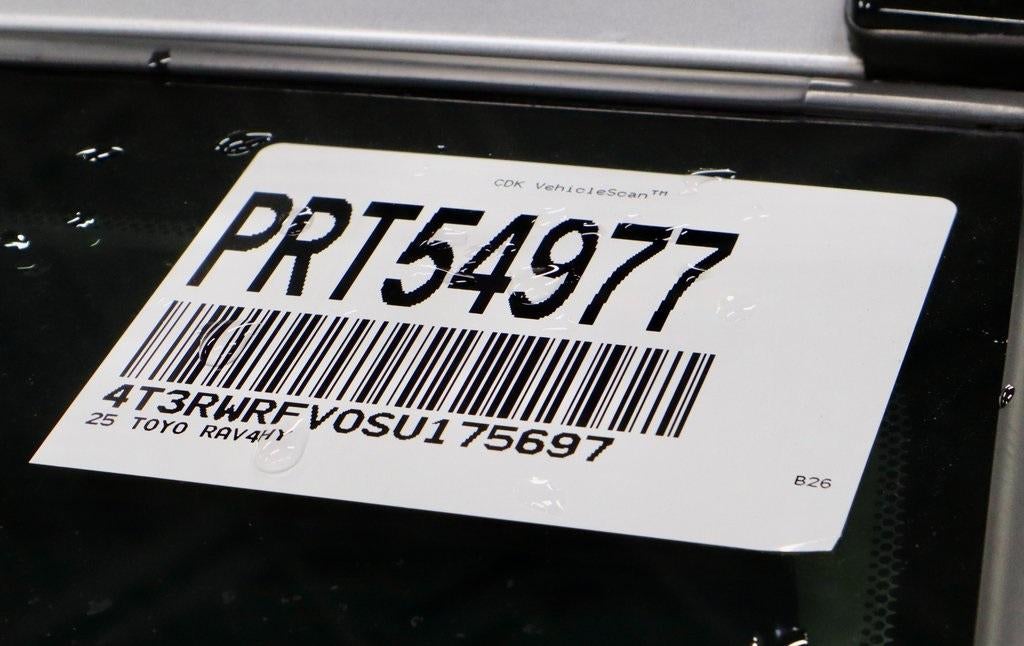 CDK VehicleScan™
PRT54977
4T3RWRFV0SU175697
25 TOYO RAV4HY
B26